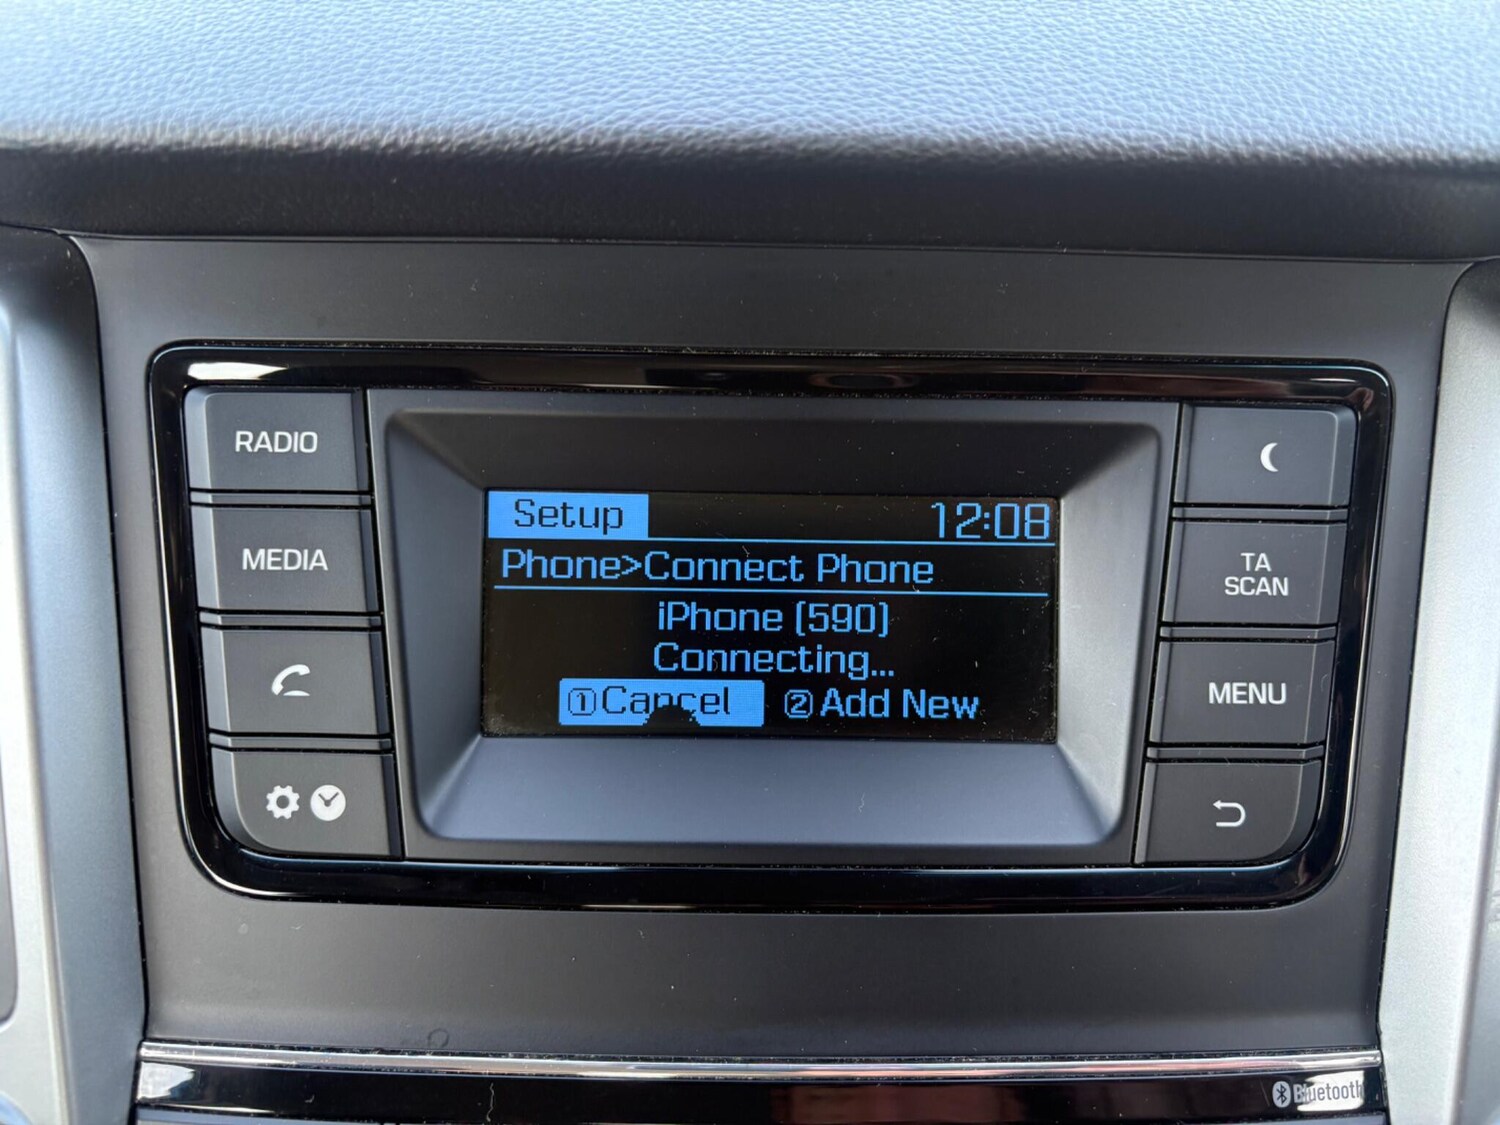 RADIO
MEDIA
Setup 12:08
Phone>Connect Phone
iPhone (590)
Connecting...
①Cancel ②Add New
TA
SCAN
MENU
Bluetooth